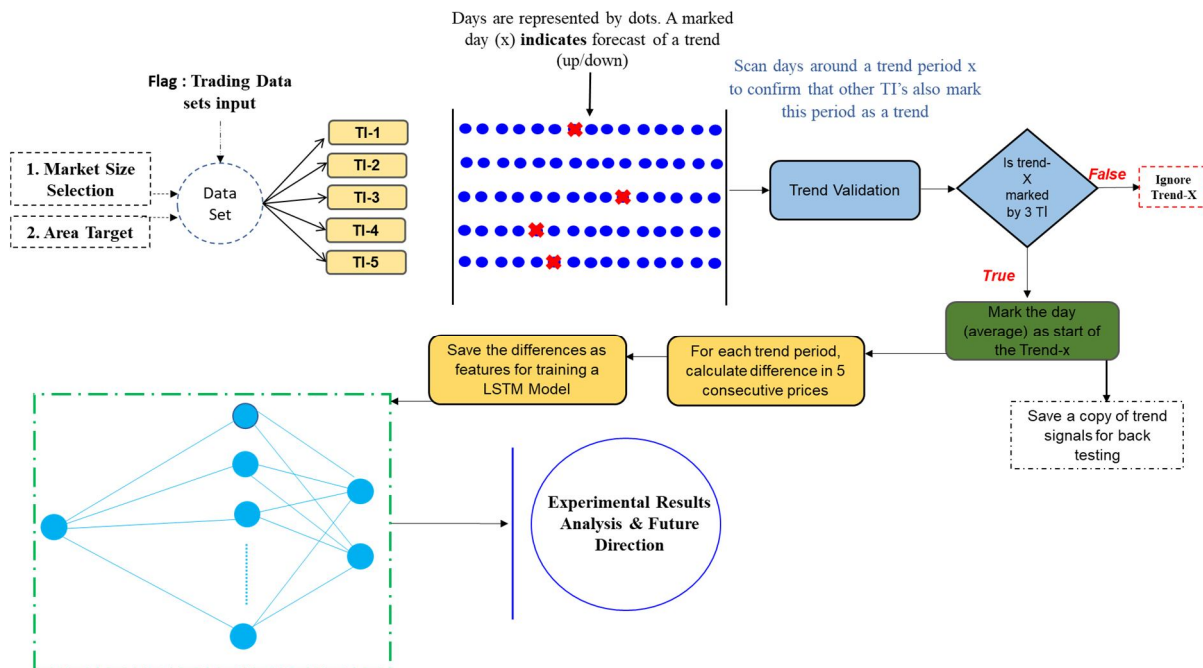 Days are represented by dots. A marked
day (x) indicates forecast of a trend
(up/down)
Flag : Trading Data
sets input
1. Market Size
Selection
2. Area Target
Data
Set
TI-1
TI-2
TI-3
TI-4
TI-5
Scan days around a trend period x
to confirm that other TI's also mark
this period as a trend
Trend Validation
Is trend-
X
marked
by 3 TI
False
Ignore
Trend-X
True
Mark the day
(average) as start of
the Trend-x
Save a copy of trend
signals for back
testing
For each trend period,
calculate difference in 5
consecutive prices
Save the differences as
features for training a
LSTM Model
Experimental Results
Analysis & Future
Direction